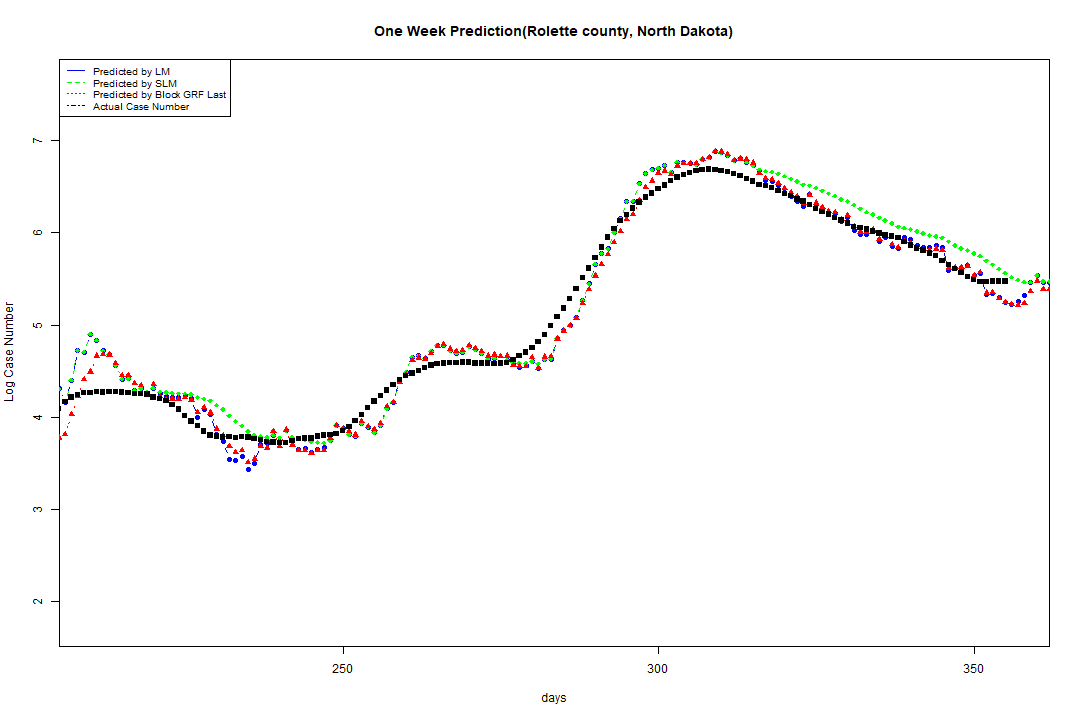 One Week Prediction(Rolette county, North Dakota)
Predicted by LM
Predicted by SLM
Predicted by Block GRF Last
Actual Case Number
7
6
5
4
3
2
Log Case Number
250 300 350
days